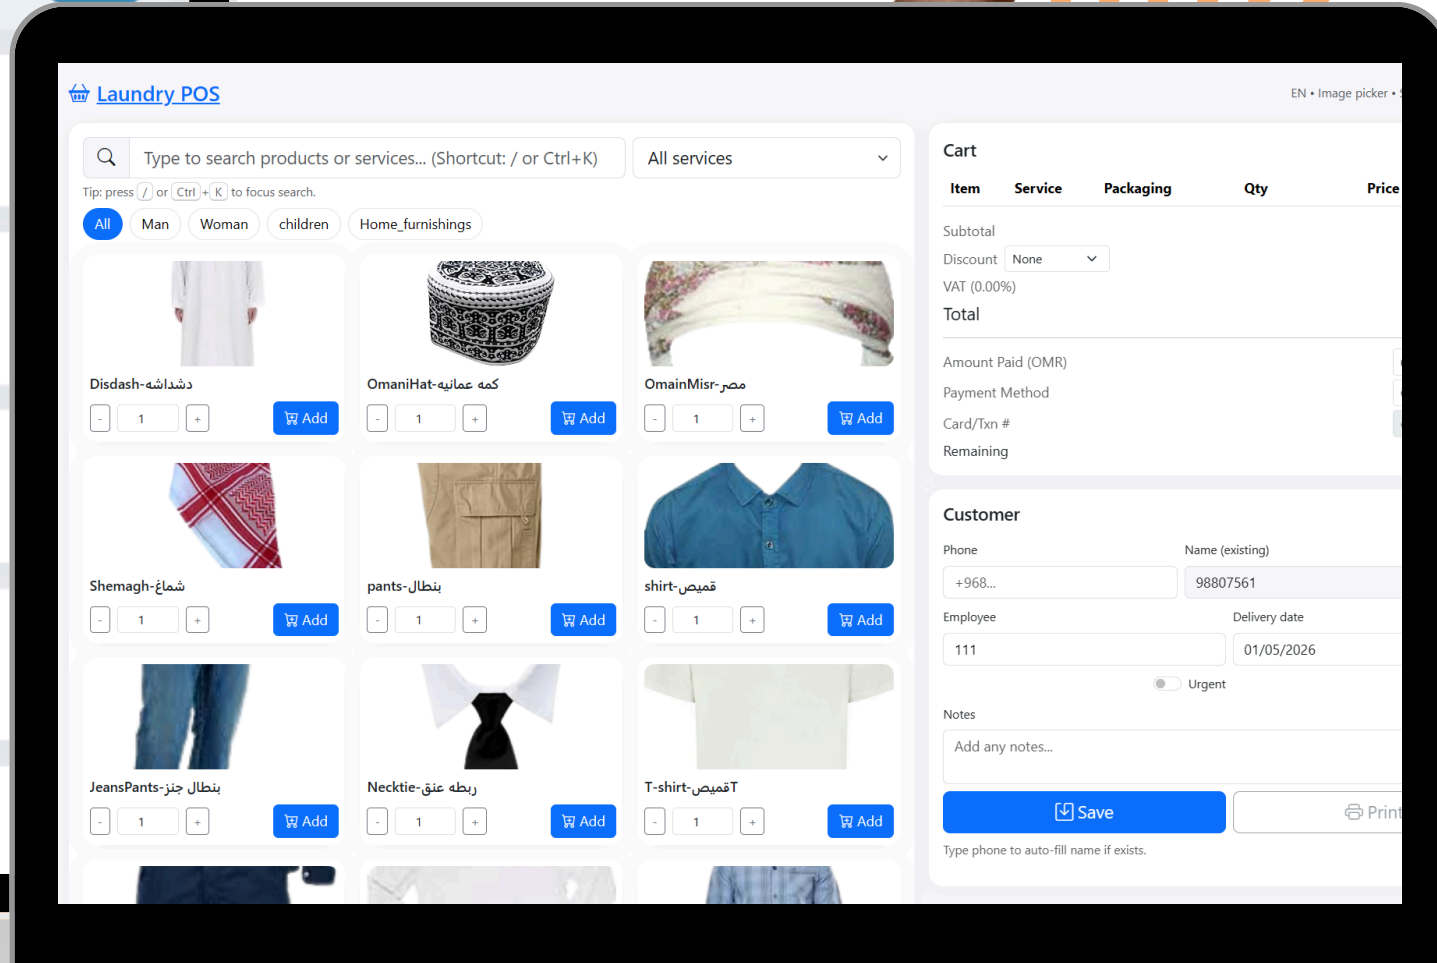 Laundry POS
EN • Image picker •
Type to search products or services... (Shortcut: / or Ctrl+K)
All services
Tip: press / or Ctrl + K to focus search.
All
Man
Woman
children
Home_furnishings
Disdash-دشداشه
- 1 +
Add
OmaniHat-كمه عمانيه
- 1 +
Add
OmainMisr-مصر
- 1 +
Add
Shemagh-شماغ
- 1 +
Add
pants-بنطال
- 1 +
Add
shirt-قميص
- 1 +
Add
JeansPants-بنطال جنز
- 1 +
Add
Necktie-ربطه عنق
- 1 +
Add
T-shirt-قميصT
- 1 +
Add
Cart
Item Service Packaging Qty Price
Subtotal
Discount None
VAT (0.00%)
Total
Amount Paid (OMR)
Payment Method
Card/Txn #
Remaining
Customer
Phone
+968...
Name (existing)
98807561
Employee
111
Delivery date
01/05/2026
Urgent
Notes
Add any notes...
Save
Print
Type phone to auto-fill name if exists.